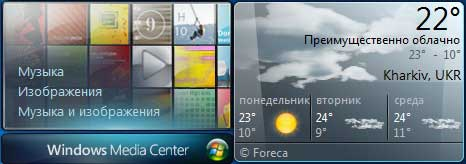 Музыка
Изображения
Музыка и изображения
Windows Media Center
22°
Преимущественно облачно
23° - 10°
Kharkiv, UKR
понедельник вторник среда
23° 24° 24°
10° 9° 11°
© Foreca